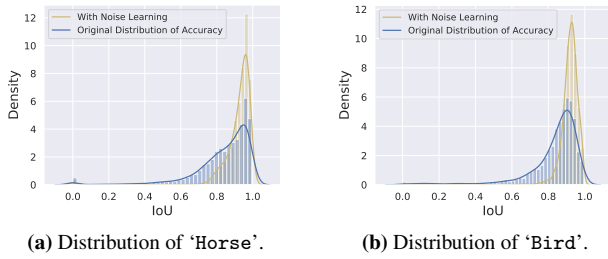 With Noise Learning
Original Distribution of Accuracy
Density
12
10
8
6
4
2
0
0.0 0.2 0.4 0.6 0.8 1.0
IoU
(a) Distribution of ‘Horse’.
With Noise Learning
Original Distribution of Accuracy
Density
12
10
8
6
4
2
0
0.0 0.2 0.4 0.6 0.8 1.0
IoU
(b) Distribution of ‘Bird’.